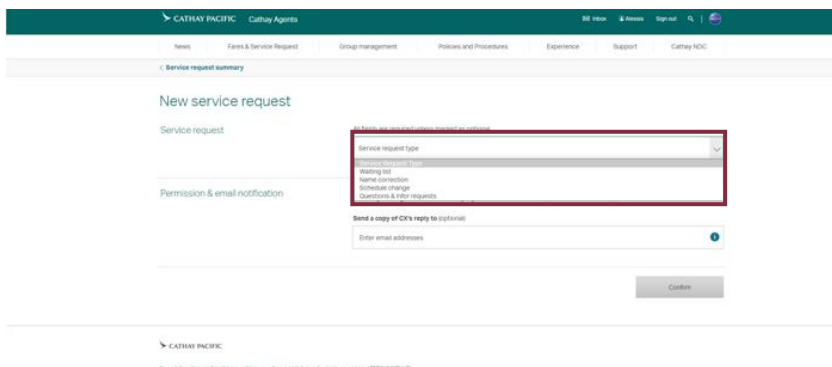 CATHAY PACIFIC Cathay Agents Inbox Sign out
News Fares & Service Request Group management Policies and Procedures Experience Support Cathay NDC
< Service request summary
New service request
Service request
All fields are required unless marked as optional
Service request type
Service Request Type
Waiting list
Name correction
Schedule change
Questions & Infor requests
Permission & email notification
Send a copy of CX's reply to (optional)
Enter email addresses
Confirm
CATHAY PACIFIC